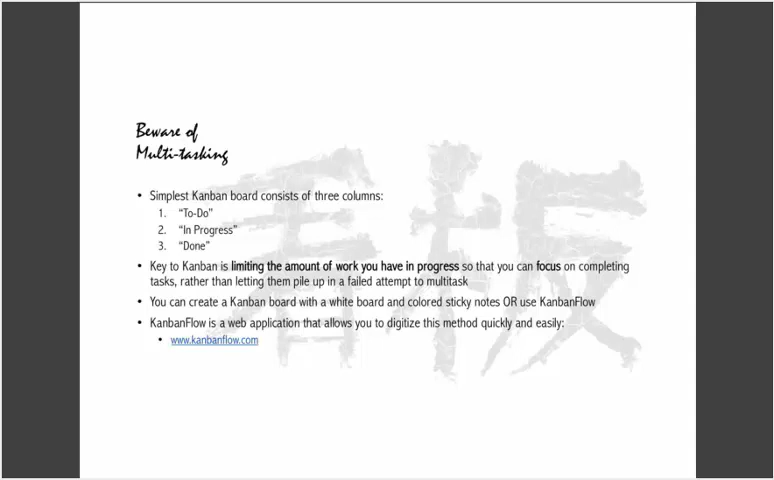 Beware of
Multi-tasking
看板
• Simplest Kanban board consists of three columns:
1. “To-Do”
2. “In Progress”
3. “Done”
• Key to Kanban is limiting the amount of work you have in progress so that you can focus on completing
tasks, rather than letting them pile up in a failed attempt to multitask
• You can create a Kanban board with a white board and colored sticky notes OR use KanbanFlow
• KanbanFlow is a web application that allows you to digitize this method quickly and easily:
• www.kanbanflow.com